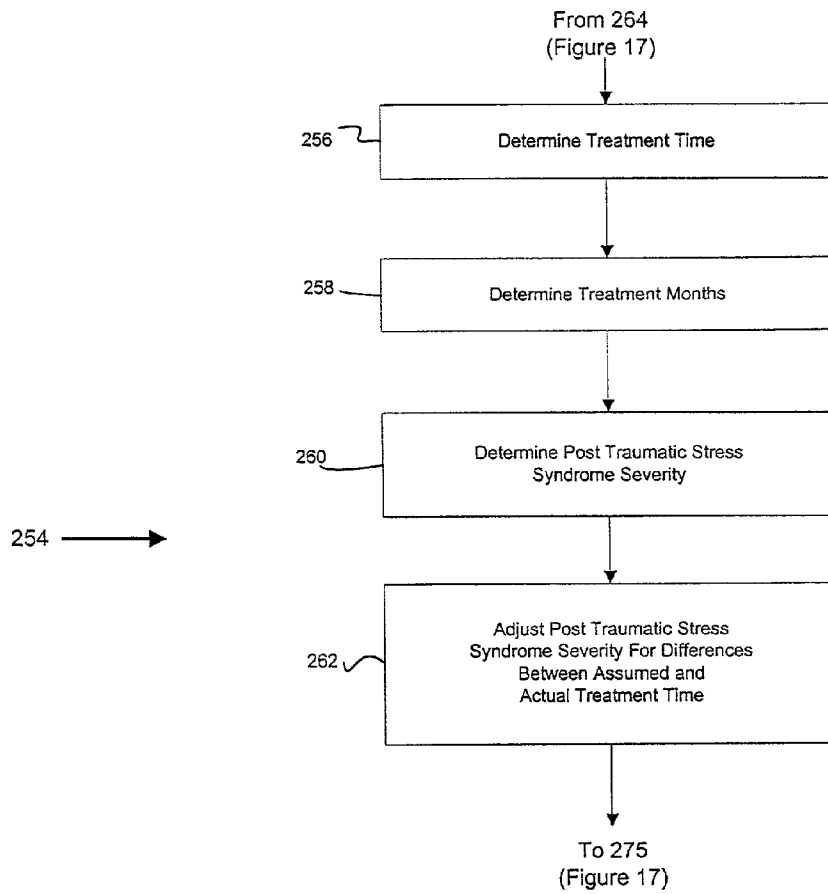 From 264
(Figure 17)
256
Determine Treatment Time
258
Determine Treatment Months
260
Determine Post Traumatic Stress
Syndrome Severity
254
262
Adjust Post Traumatic Stress
Syndrome Severity For Differences
Between Assumed and
Actual Treatment Time
To 275
(Figure 17)